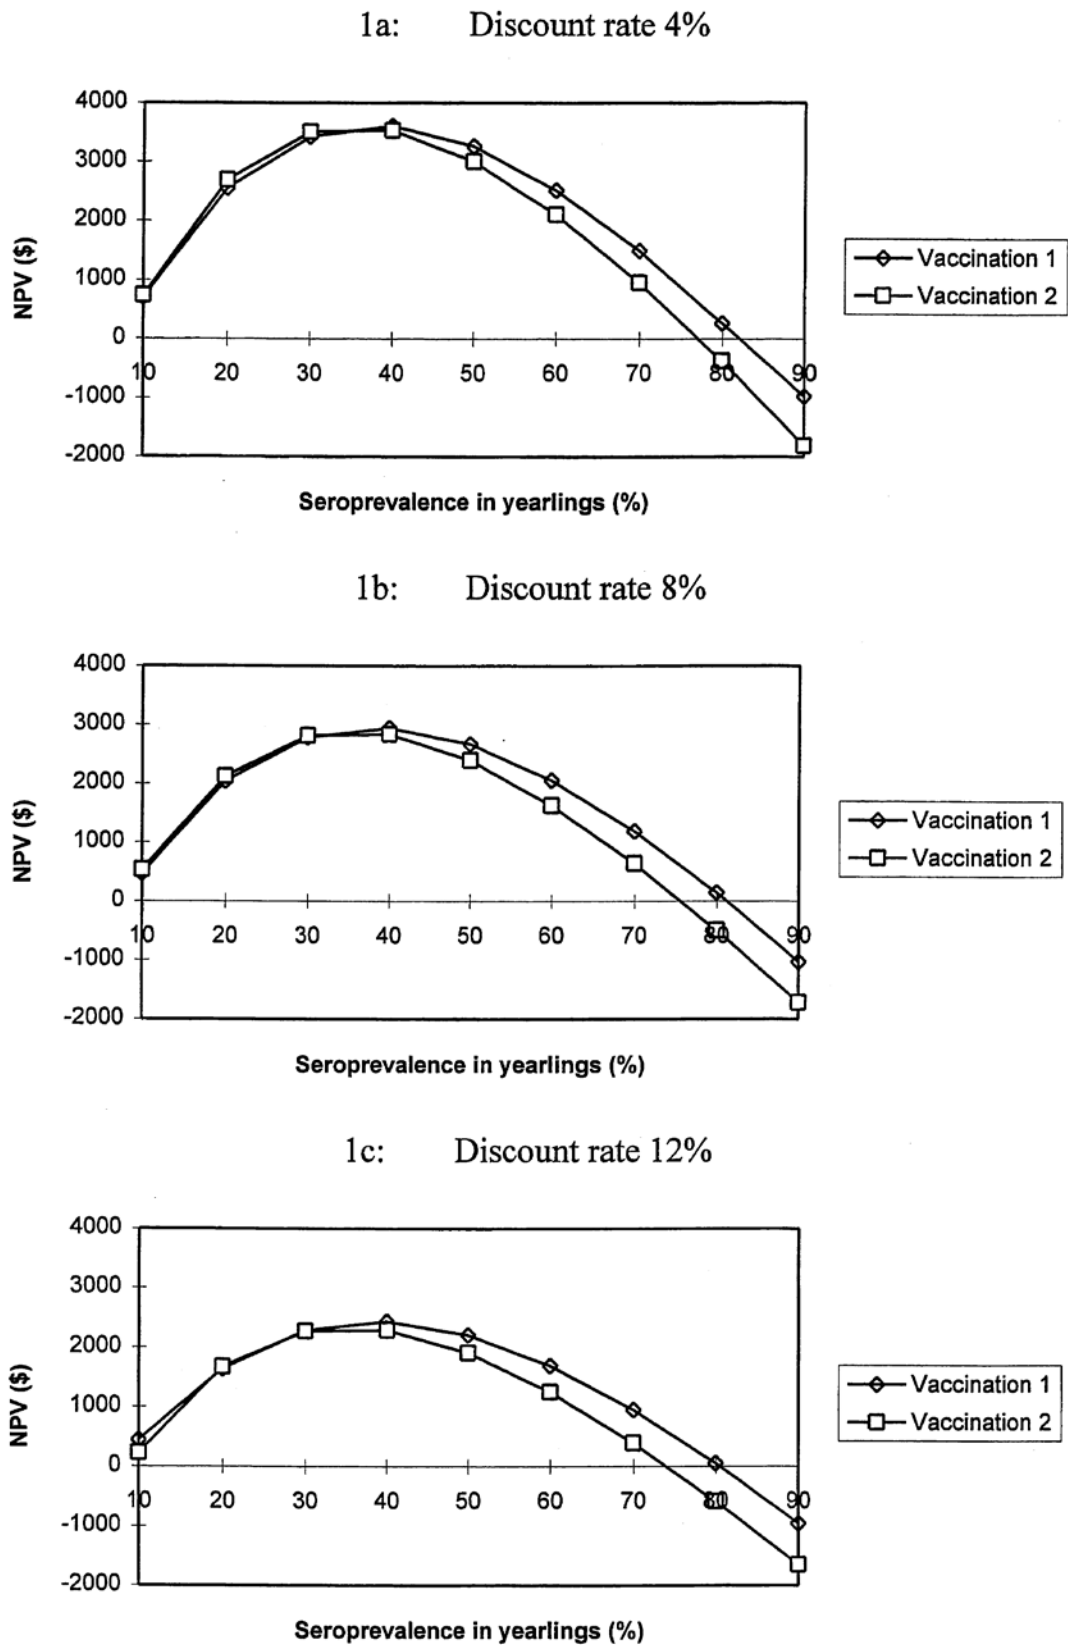 1a: Discount rate 4%
4000
3000
2000
1000
0
-1000
-2000
NPV ($)
10 20 30 40 50 60 70 80 90
Seroprevalence in yearlings (%)
Vaccination 1
Vaccination 2
1b: Discount rate 8%
4000
3000
2000
1000
0
-1000
-2000
NPV ($)
10 20 30 40 50 60 70 80 90
Seroprevalence in yearlings (%)
Vaccination 1
Vaccination 2
1c: Discount rate 12%
4000
3000
2000
1000
0
-1000
-2000
NPV ($)
10 20 30 40 50 60 70 80 90
Seroprevalence in yearlings (%)
Vaccination 1
Vaccination 2